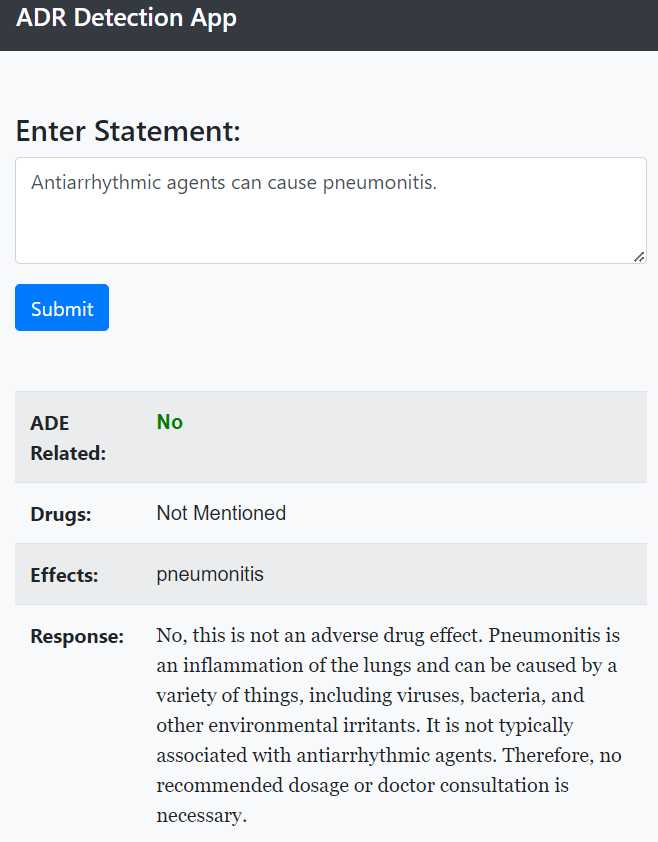 ADR Detection App
Enter Statement:
Antiarrhythmic agents can cause pneumonitis.
Submit
ADE
Related:
No
Drugs:
Not Mentioned
Effects:
pneumonitis
Response:
No, this is not an adverse drug effect. Pneumonitis is
an inflammation of the lungs and can be caused by a
variety of things, including viruses, bacteria, and
other environmental irritants. It is not typically
associated with antiarrhythmic agents. Therefore, no
recommended dosage or doctor consultation is
necessary.